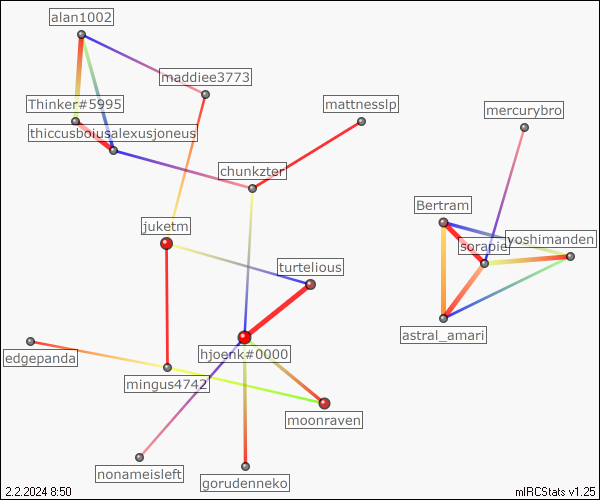 alan1002
maddiee3773
Thinker#5995
mattnesslp
mercurybro
thiccusboiusalexusjoneus
chunkzter
Bertram
juketm
sorapie
yoshimanden
turtelious
astral_amari
hjoenk#0000
edgepanda
mingus4742
moonraven
nonameisleft
gorudenneko
2.2.2024 8:50
mIRCStats v1.25